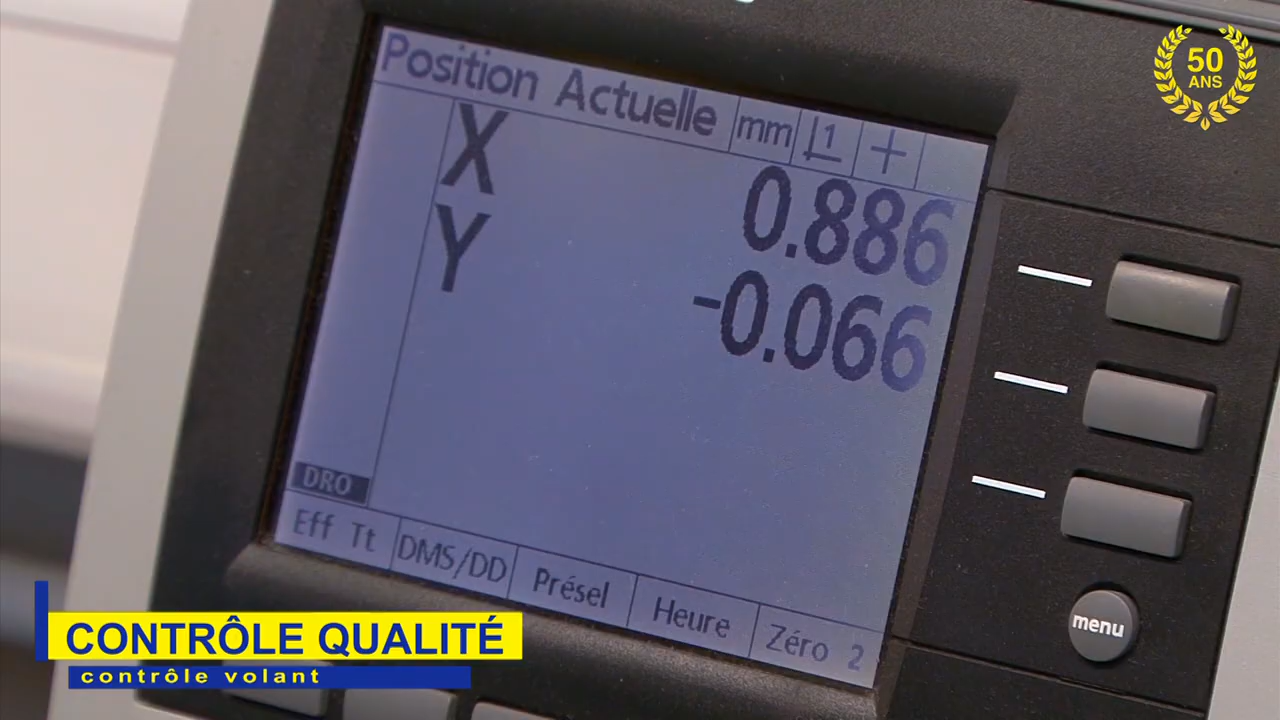 50
ANS
Position Actuelle mm 1 +
X 0.886
Y -0.066
DRO
Eff Tt DMS/DD Présel Heure Zéro 2
menu
CONTRÔLE QUALITÉ
contrôle volant